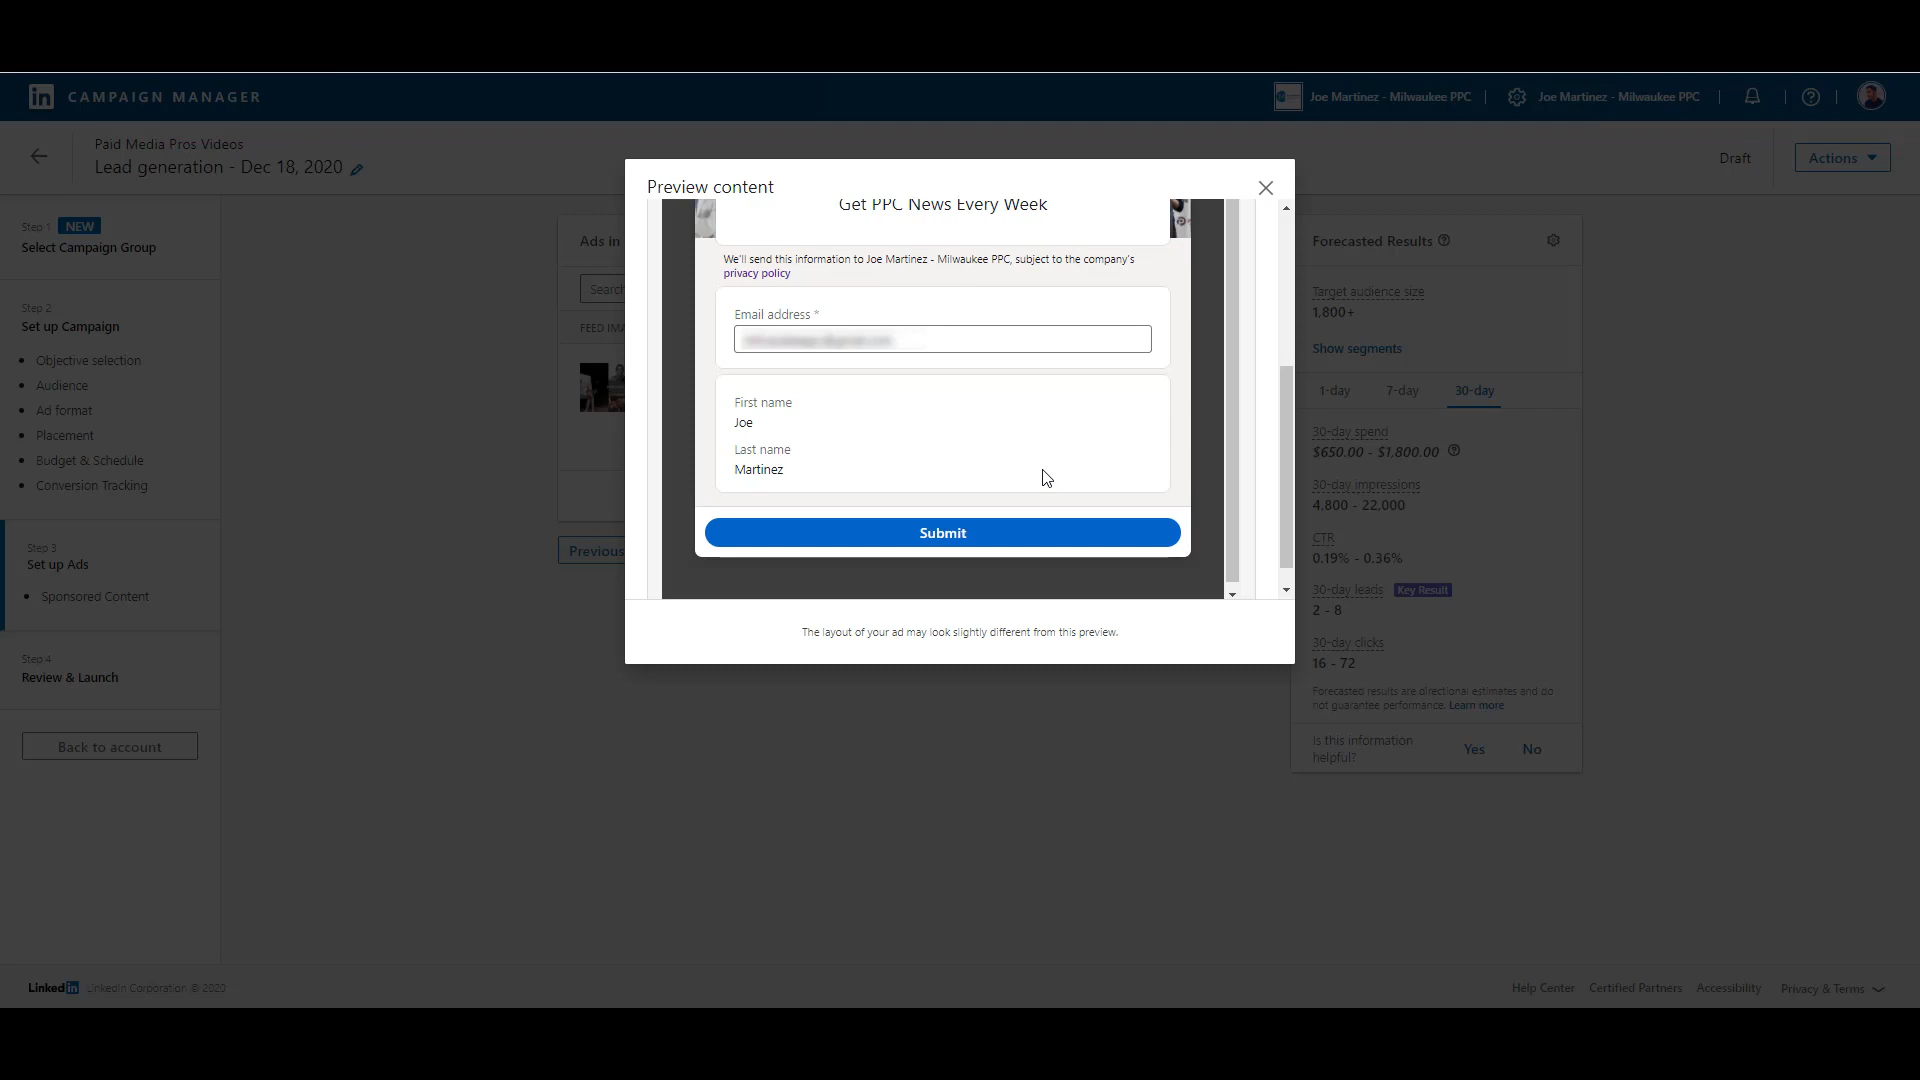 in CAMPAIGN MANAGER
Joe Martinez - Milwaukee PPC
Joe Martinez - Milwaukee PPC
Paid Media Pros Videos
Lead generation - Dec 18, 2020
Draft
Actions
Step 1 NEW
Select Campaign Group
Step 2
Set up Campaign
Objective selection
Audience
Ad format
Placement
Budget & Schedule
Conversion Tracking
Step 3
Set up Ads
Sponsored Content
Step 4
Review & Launch
Back to account
Ads in
Search
FEED IMA
Previous
Preview content
Get PPC News Every Week
We'll send this information to Joe Martinez - Milwaukee PPC, subject to the company's
privacy policy
Email address *
First name
Joe
Last name
Martinez
Submit
The layout of your ad may look slightly different from this preview.
Forecasted Results
Target audience size
1,800+
Show segments
1-day 7-day 30-day
30-day spend
$650.00 - $1,800.00
30-day impressions
4,800 - 22,000
CTR
0.19% - 0.36%
30-day leads Key Result
2 - 8
30-day clicks
16 - 72
Forecasted results are directional estimates and do
not guarantee performance. Learn more
Is this information
helpful?
Yes No
Linkedin LinkedIn Corporation © 2020
Help Center Certified Partners Accessibility Privacy & Terms